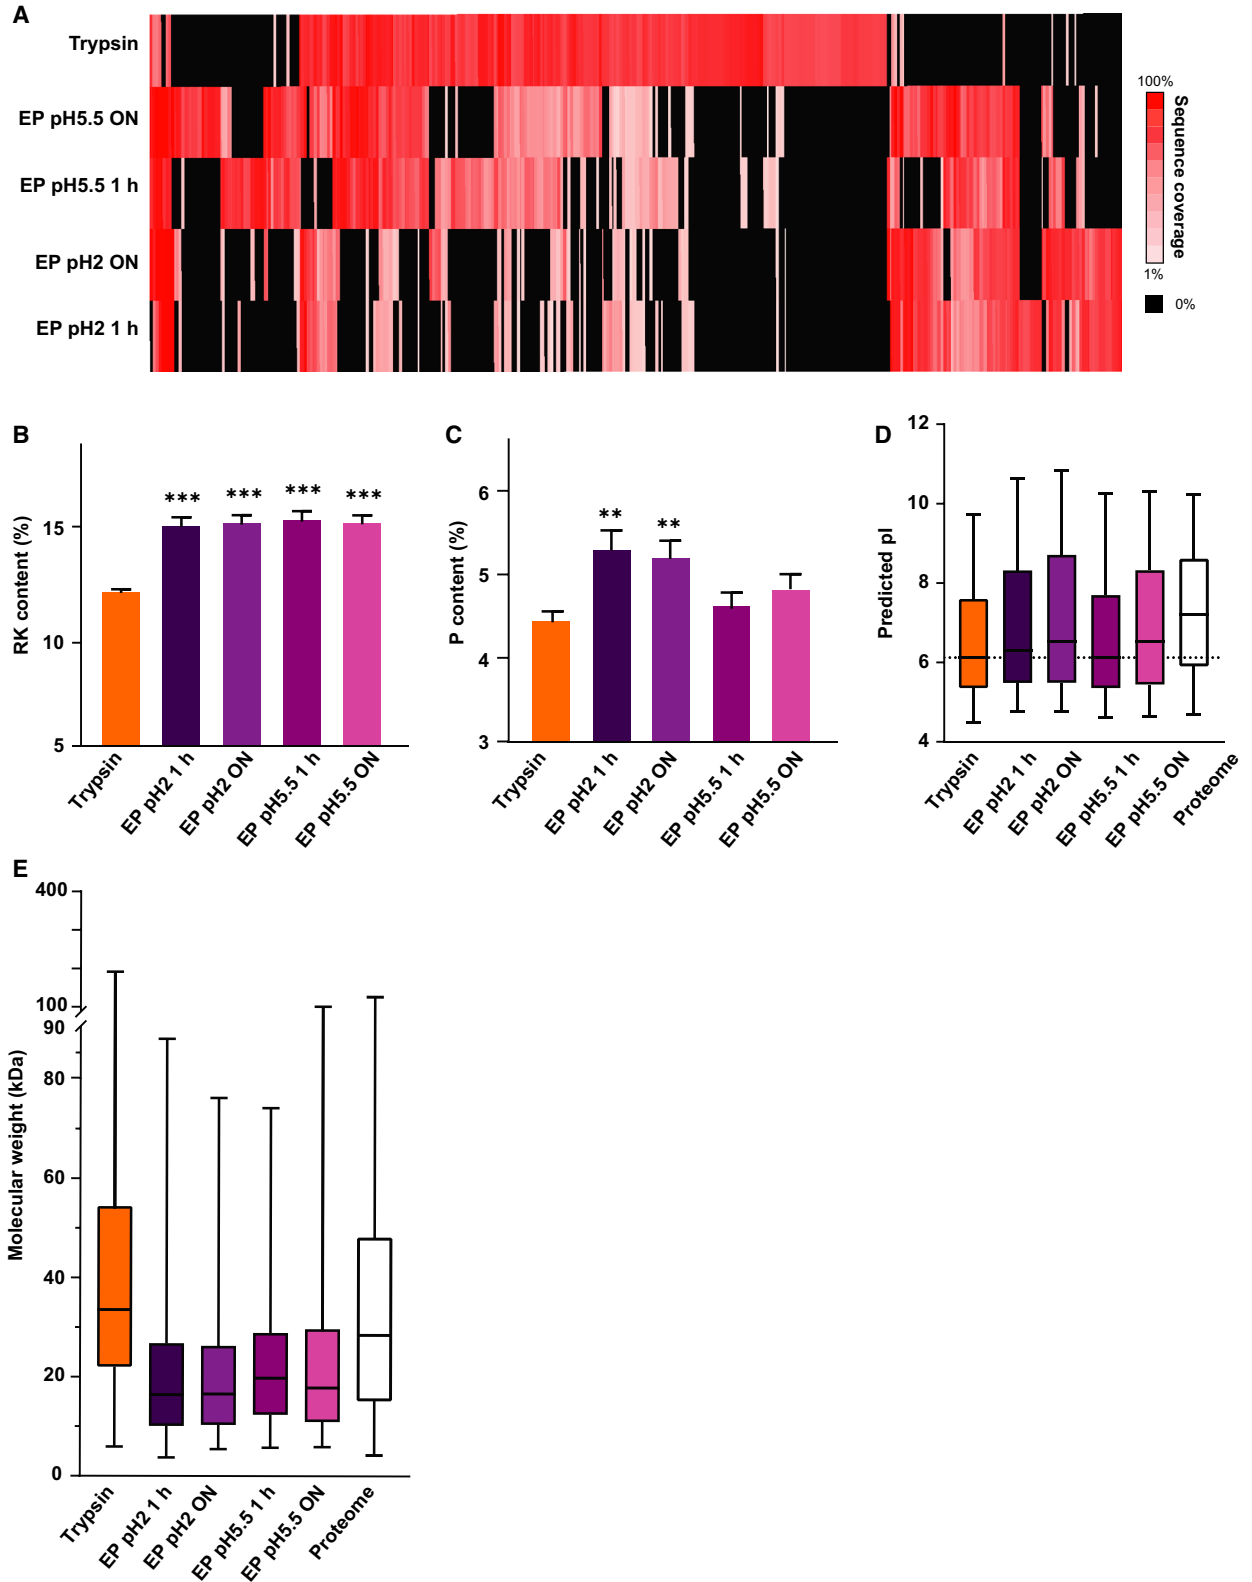 A
Trypsin
EP pH5.5 ON
EP pH5.5 1 h
EP pH2 ON
EP pH2 1 h
100%
Sequence coverage
1%
0%
B
RK content (%)
15
10
5
***
***
***
***
Trypsin
EP pH2 1 h
EP pH2 ON
EP pH5.5 1 h
EP pH5.5 ON
C
P content (%)
6
5
4
3
**
**
Trypsin
EP pH2 1 h
EP pH2 ON
EP pH5.5 1 h
EP pH5.5 ON
D
Predicted pI
12
10
8
6
4
Trypsin
EP pH2 1 h
EP pH2 ON
EP pH5.5 1 h
EP pH5.5 ON
Proteome
E
Molecular weight (kDa)
400
100
90
80
60
40
20
0
Trypsin
EP pH2 1 h
EP pH2 ON
EP pH5.5 1 h
EP pH5.5 ON
Proteome